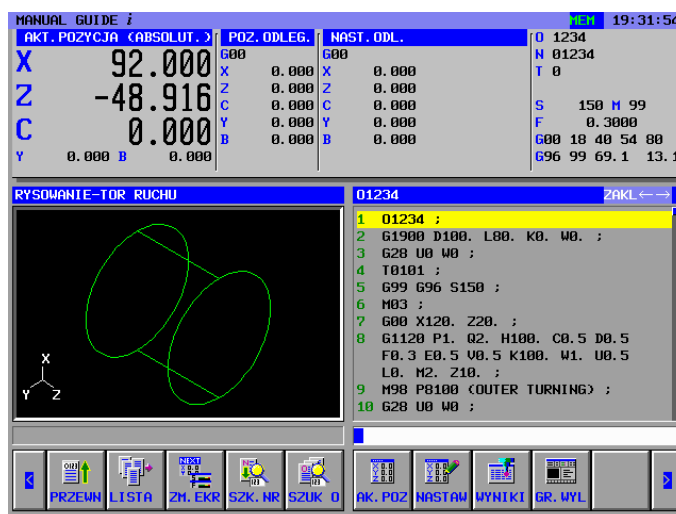 MANUAL GUIDE i MEM 19:31:54
AKT.POZYCJA (ABSOLUT.) POZ.ODLEG. NAST.ODL. O 1234
X 92.000
Z -48.916
C 0.000
Y 0.000 B 0.000
G00
X 0.000
Z 0.000
C 0.000
Y 0.000
B 0.000
G00
X 0.000
Z 0.000
C 0.000
Y 0.000
B 0.000
N 01234
T 0
S 150 M 99
F 0.3000
G00 18 40 54 80
G96 99 69.1 13.1
RYSOWANIE-TOR RUCHU
X
Y Z
O1234 ZAKL←→
1 O1234 ;
2 G1900 D100. L80. K0. W0. ;
3 G28 U0 W0 ;
4 T0101 ;
5 G99 G96 S150 ;
6 M03 ;
7 G00 X120. Z20. ;
8 G1120 P1. Q2. H100. C0.5 D0.5
F0.3 E0.5 V0.5 K100. W1. U0.5
L0. M2. Z10. ;
9 M98 P8100 (OUTER TURNING) ;
10 G28 U0 W0 ;
< PRZEWN LISTA ZM.EKR SZK.NR SZUK O AK.POZ NASTAW WYNIKI GR.WYL >